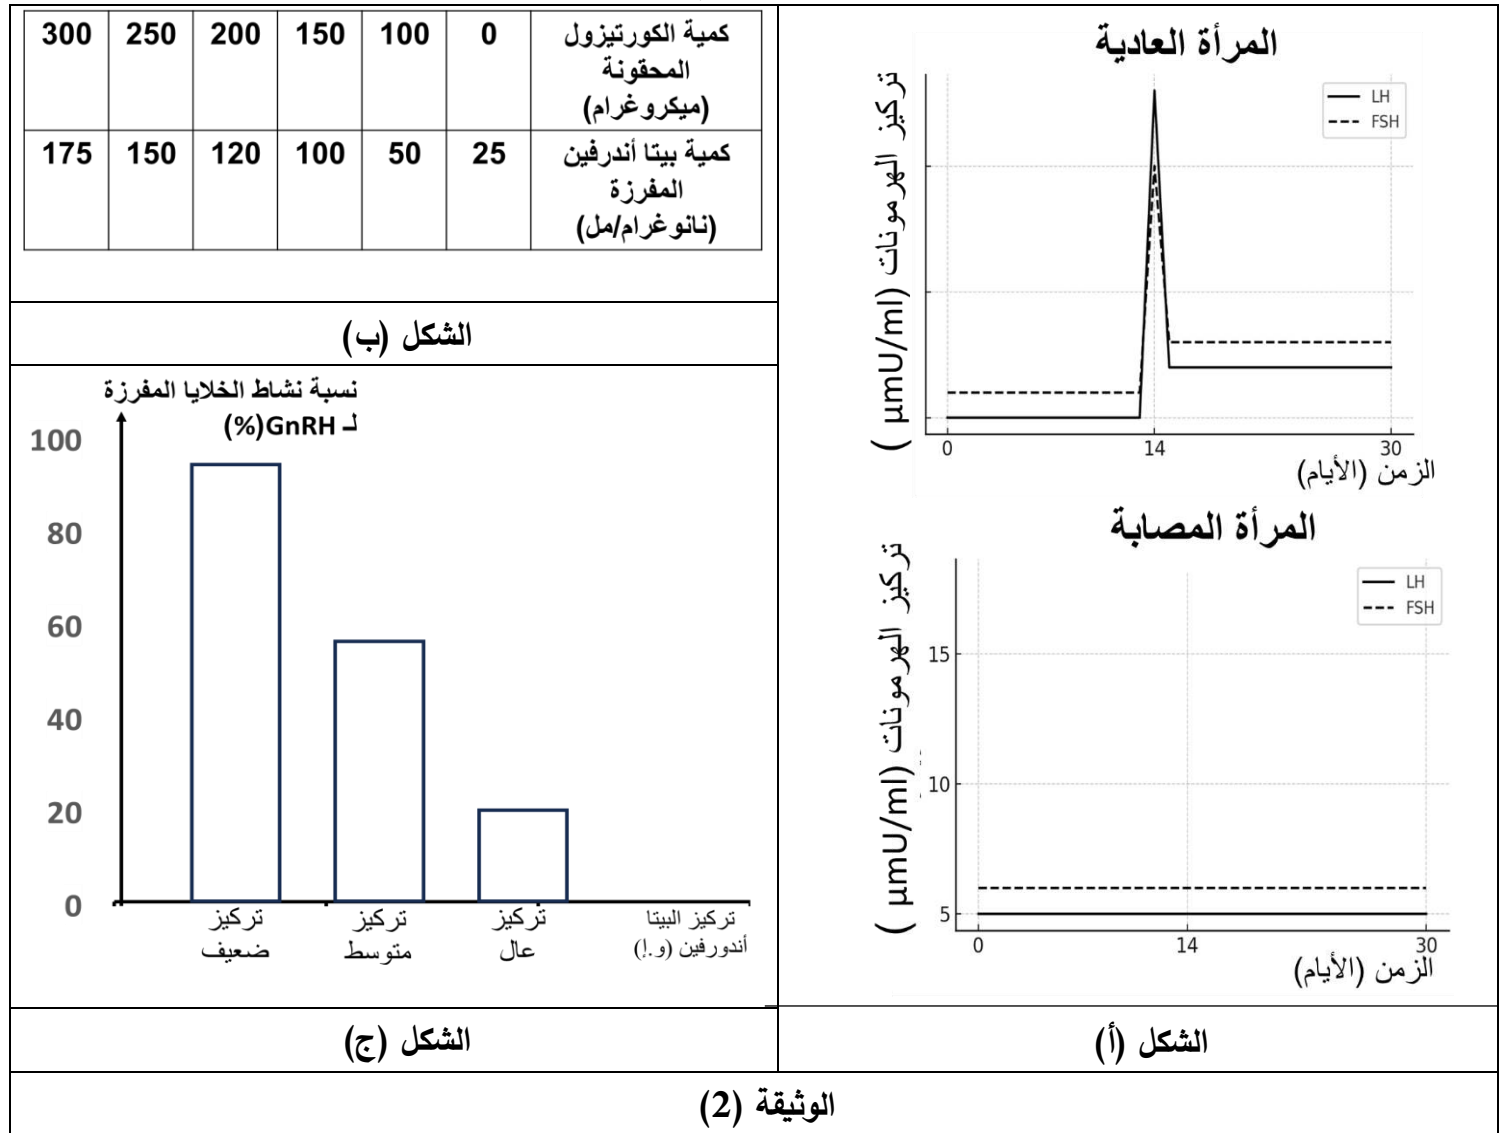 المرأة العادية
تركيز الهرمونات (µmU/ml )
LH
FSH
0 14 30
الزمن (الأيام)
المرأة المصابة
تركيز الهرمونات (µmU/ml )
LH
FSH
15
10
5
0 14 30
الزمن (الأيام)
الشكل (أ)
كمية الكورتيزول 0 100 150 200 250 300
المحقونة
(ميكروغرام)
كمية بيتا أندرفين 25 50 100 120 150 175
المفرزة
(نانوغرام/مل)
الشكل (ب)
نسبة نشاط الخلايا المفرزة
لـ GnRH(%)
100
80
60
40
20
0
تركيز البيتا
أندورفين (و.إ)
تركيز
عال
تركيز
متوسط
تركيز
ضعيف
الشكل (ج)
الوثيقة (2)